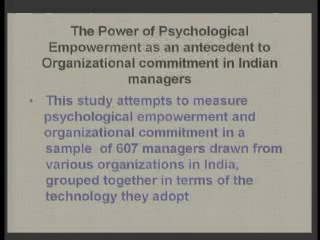 The Power of Psychological
Empowerment as an antecedent to
Organizational commitment in Indian
managers
• This study attempts to measure
psychological empowerment and
organizational commitment in a
sample of 607 managers drawn from
various organizations in India,
grouped together in terms of the
technology they adopt